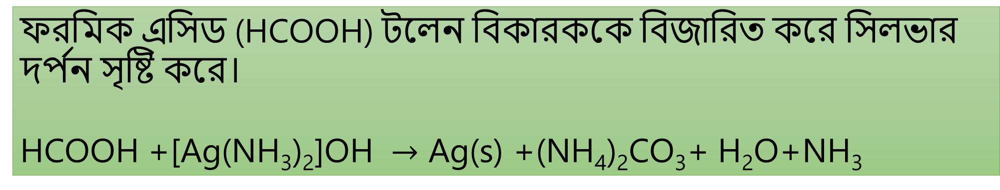 ফরমিক এসিড (HCOOH) টলেন বিকারককে বিজারিত করে সিলভার
দর্পন সৃষ্টি করে।
HCOOH +[Ag(NH₃)₂]OH → Ag(s) +(NH₄)₂CO₃+ H₂O+NH₃